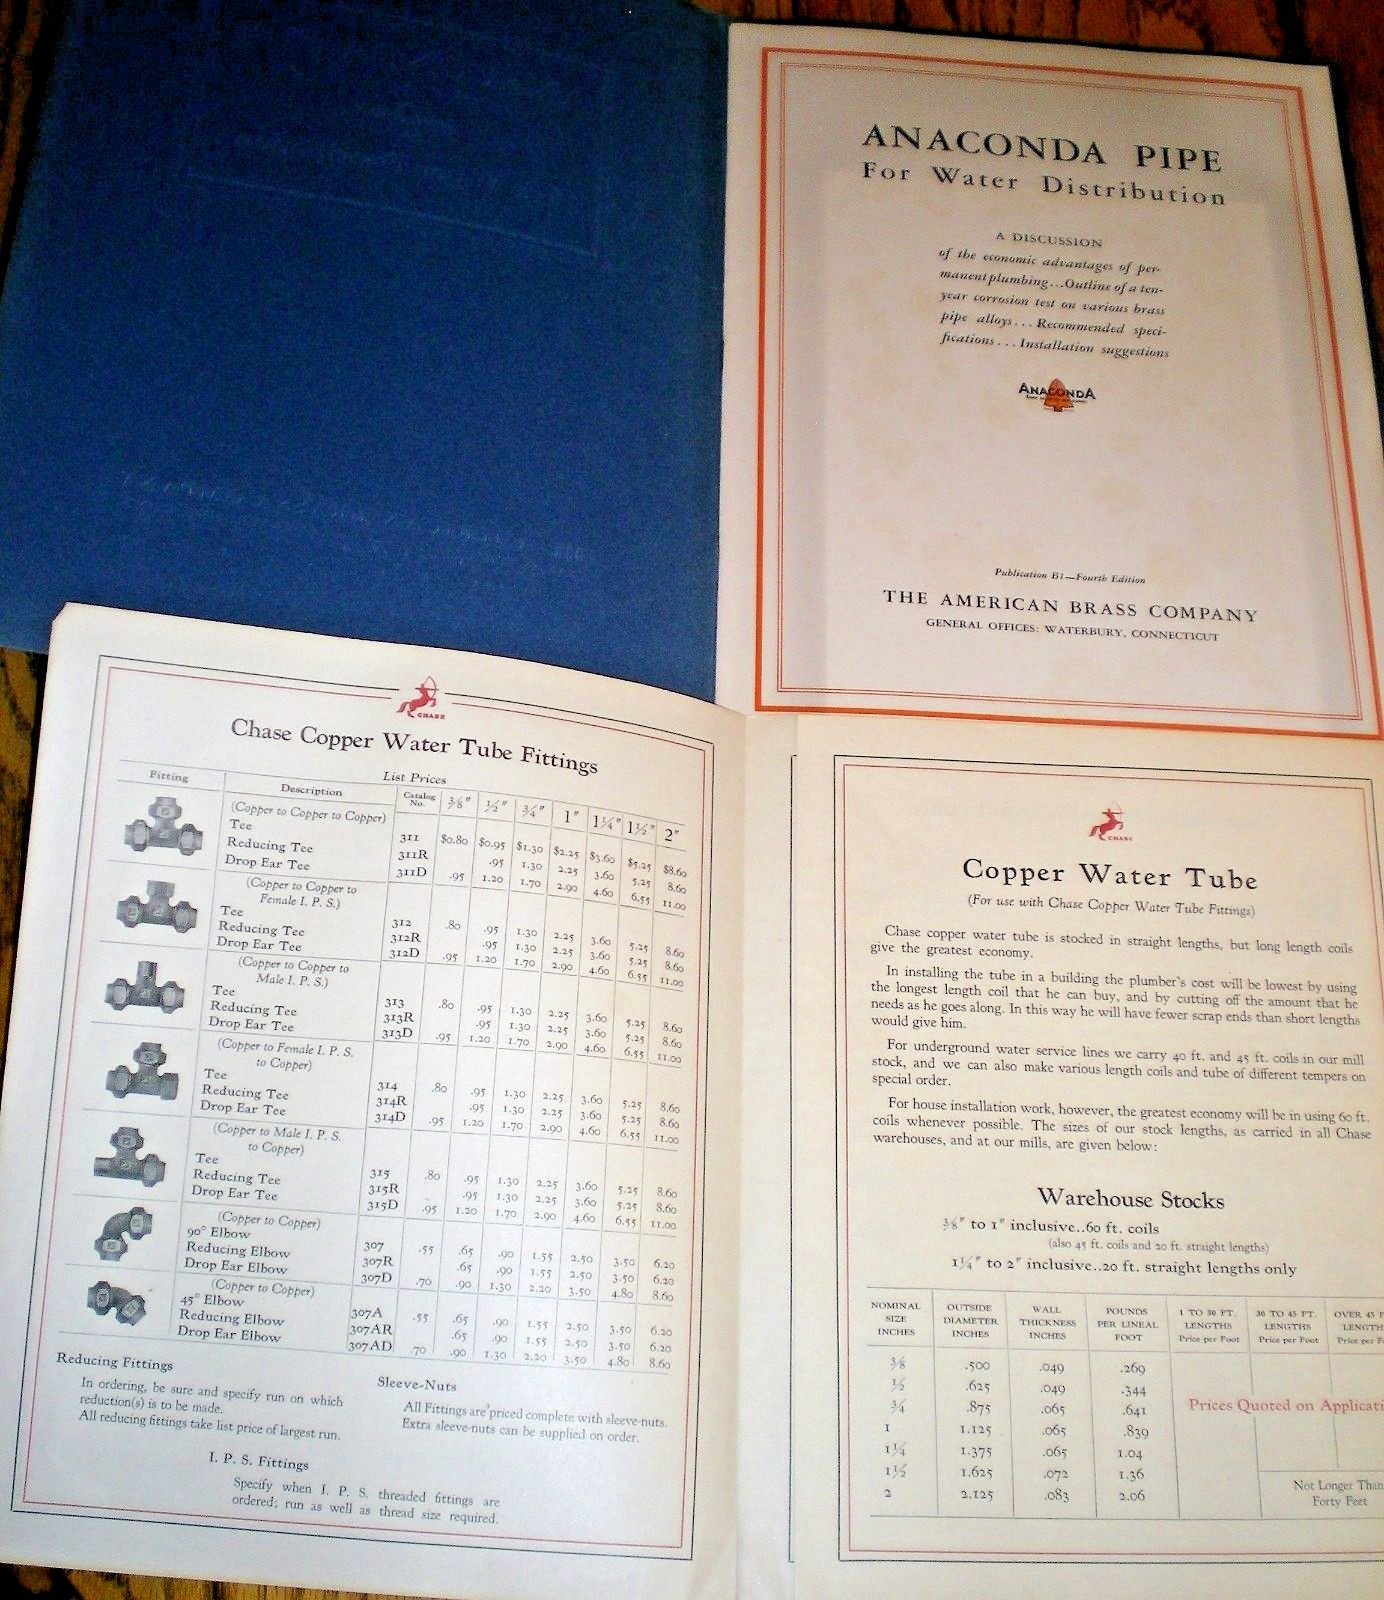 ANACONDA PIPE
For Water Distribution
A DISCUSSION
of the economic advantages of per-
manent plumbing...Outline of a ten-
year corrosion test on various brass
pipe alloys... Recommended speci-
fications... Installation suggestions
ANACONDA
Publication B1—Fourth Edition
THE AMERICAN BRASS COMPANY
GENERAL OFFICES: WATERBURY, CONNECTICUT
CHASE
Chase Copper Water Tube Fittings
List Prices
Fitting Description Catalog No. 3/8" 1/2" 3/4" 1" 1 1/4" 1 1/2" 2"
(Copper to Copper to Copper)
Tee 311 $0.80 $0.95 $1.30 $2.25 $3.60 $5.25 $8.60
Reducing Tee 311R .95 1.30 2.25 3.60 5.25 8.60
Drop Ear Tee 311D .95 1.20 1.70 2.90 4.60 6.55 11.00
(Copper to Copper to
Female I. P. S.)
Tee 312 .80 .95 1.30 2.25 3.60 5.25 8.60
Reducing Tee 312R .95 1.30 2.25 3.60 5.25 8.60
Drop Ear Tee 312D .95 1.20 1.70 2.90 4.60 6.55 11.00
(Copper to Copper to
Male I. P. S.)
Tee 313 .80 .95 1.30 2.25 3.60 5.25 8.60
Reducing Tee 313R .95 1.30 2.25 3.60 5.25 8.60
Drop Ear Tee 313D .95 1.20 1.70 2.90 4.60 6.55 11.00
(Copper to Female I. P. S.
to Copper)
Tee 314 .80 .95 1.30 2.25 3.60 5.25 8.60
Reducing Tee 314R .95 1.30 2.25 3.60 5.25 8.60
Drop Ear Tee 314D .95 1.20 1.70 2.90 4.60 6.55 11.00
(Copper to Male I. P. S.
to Copper)
Tee 315 .80 .95 1.30 2.25 3.60 5.25 8.60
Reducing Tee 315R .95 1.30 2.25 3.60 5.25 8.60
Drop Ear Tee 315D .95 1.20 1.70 2.90 4.60 6.55 11.00
(Copper to Copper)
90° Elbow 307 .55 .65 .90 1.55 2.50 3.50 6.20
Reducing Elbow 307R .65 .90 1.55 2.50 3.50 6.20
Drop Ear Elbow 307D .70 .90 1.30 2.20 3.50 4.80 8.60
(Copper to Copper)
45° Elbow 307A .55 .65 .90 1.55 2.50 3.50 6.20
Reducing Elbow 307AR .65 .90 1.55 2.50 3.50 6.20
Drop Ear Elbow 307AD .70 .90 1.30 2.20 3.50 4.80 8.60
Reducing Fittings
In ordering, be sure and specify run on which
reduction(s) is to be made.
All reducing fittings take list price of largest run.
Sleeve-Nuts
All Fittings are priced complete with sleeve-nuts.
Extra sleeve-nuts can be supplied on order.
I. P. S. Fittings
Specify when I. P. S. threaded fittings are
ordered; run as well as thread size required.
CHASE
Copper Water Tube
(For use with Chase Copper Water Tube Fittings)
Chase copper water tube is stocked in straight lengths, but long length coils
give the greatest economy.
In installing the tube in a building the plumber's cost will be lowest by using
the longest length coil that he can buy, and by cutting off the amount that he
needs as he goes along. In this way he will have fewer scrap ends than short lengths
would give him.
For underground water service lines we carry 40 ft. and 45 ft. coils in our mill
stock, and we can also make various length coils and tube of different tempers on
special order.
For house installation work, however, the greatest economy will be in using 60 ft.
coils whenever possible. The sizes of our stock lengths, as carried in all Chase
warehouses, and at our mills, are given below:
Warehouse Stocks
3/8" to 1" inclusive..60 ft. coils
(also 45 ft. coils and 20 ft. straight lengths)
1 1/4" to 2" inclusive..20 ft. straight lengths only
NOMINAL OUTSIDE WALL POUNDS 1 TO 30 FT. 30 TO 45 FT. OVER 45 F
SIZE DIAMETER THICKNESS PER LINEAL LENGTHS LENGTHS LENGTH
INCHES INCHES INCHES FOOT Price per Foot Price per Foot Price per F
3/8 .500 .049 .269
1/2 .625 .049 .344
3/4 .875 .065 .641 Prices Quoted on Applicati
1 1.125 .065 .839
1 1/4 1.375 .065 1.04
1 1/2 1.625 .072 1.36 Not Longer Than
2 2.125 .083 2.06 Forty Feet